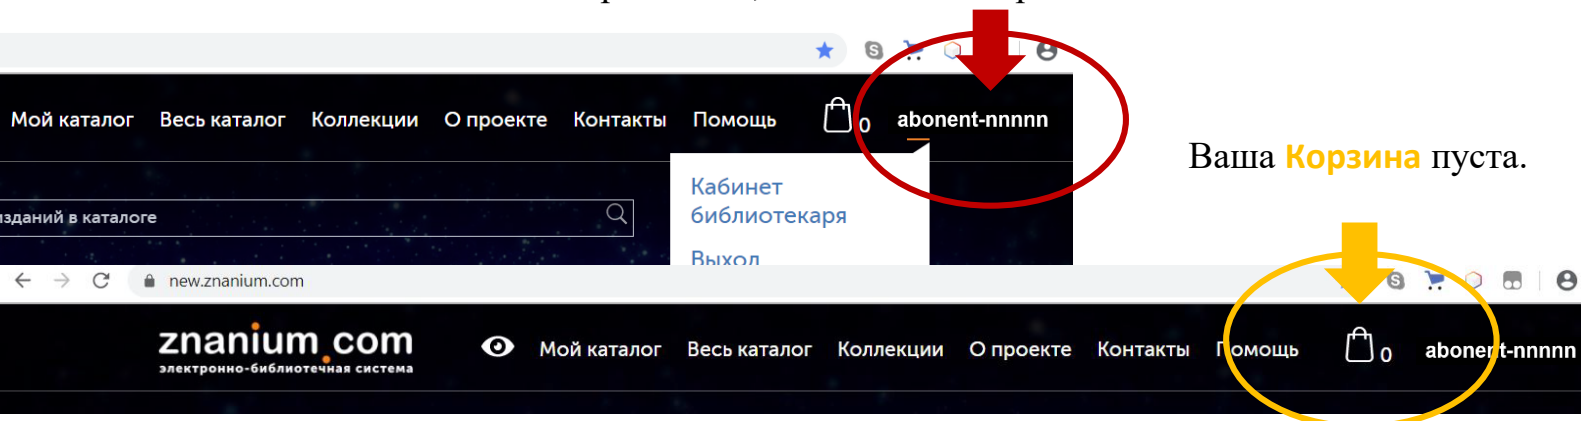 Мой каталог Весь каталог Коллекции О проекте Контакты Помощь 0 abonent-nnnnn
Ваша Корзина пуста.
Кабинет
библиотекаря
изданий в каталоге
Выход
new.znanium.com
znanium.com
электронно-библиотечная система
Мой каталог Весь каталог Коллекции О проекте Контакты Помощь 0 abonent-nnnnn